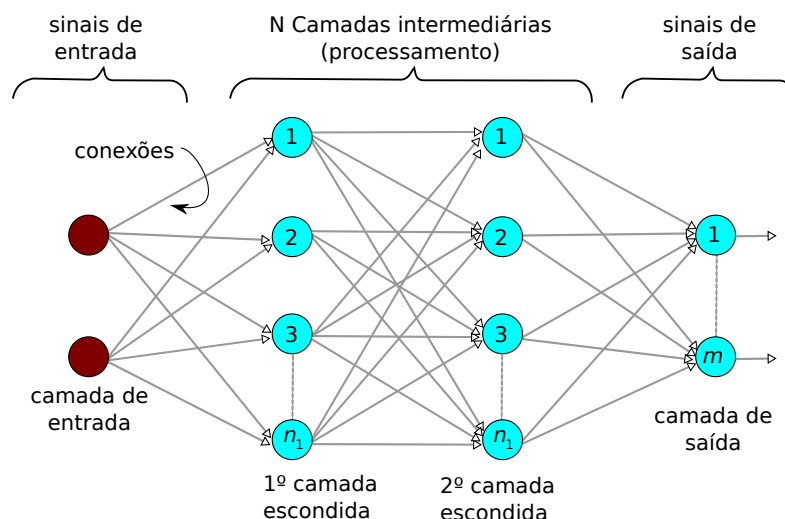 sinais de
entrada
N Camadas intermediárias
(processamento)
sinais de
saída
conexões
1
1
2
2
1
3
3
m
n1
n1
camada de
entrada
camada de
saída
1º camada
escondida
2º camada
escondida